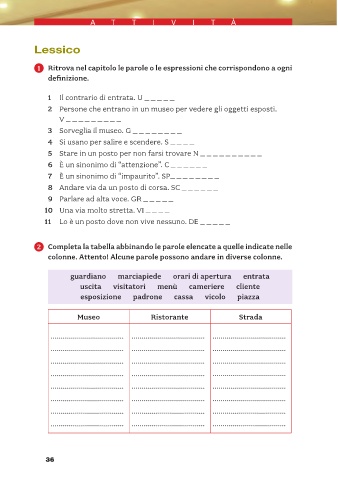 ATTIVITÀ
Lessico
1 Ritrova nel capitolo le parole o le espressioni che corrispondono a ogni
definizione.
1 Il contrario di entrata. U _ _ _ _ _
2 Persone che entrano in un museo per vedere gli oggetti esposti.
V _ _ _ _ _ _ _ _ _
3 Sorveglia il museo. G _ _ _ _ _ _ _ _
4 Si usano per salire e scendere. S _ _ _ _
5 Stare in un posto per non farsi trovare N _ _ _ _ _ _ _ _ _ _
6 È un sinonimo di “attenzione”. C _ _ _ _ _ _
7 È un sinonimo di “impaurito”. SP_ _ _ _ _ _ _ _
8 Andare via da un posto di corsa. SC _ _ _ _ _ _
9 Parlare ad alta voce. GR _ _ _ _ _
10 Una via molto stretta. VI _ _ _ _
11 Lo è un posto dove non vive nessuno. DE _ _ _ _ _
2 Completa la tabella abbinando le parole elencate a quelle indicate nelle
colonne. Attento! Alcune parole possono andare in diverse colonne.
guardiano marciapiede orari di apertura entrata
uscita visitatori menù cameriere cliente
esposizione padrone cassa vicolo piazza
Museo Ristorante Strada
36